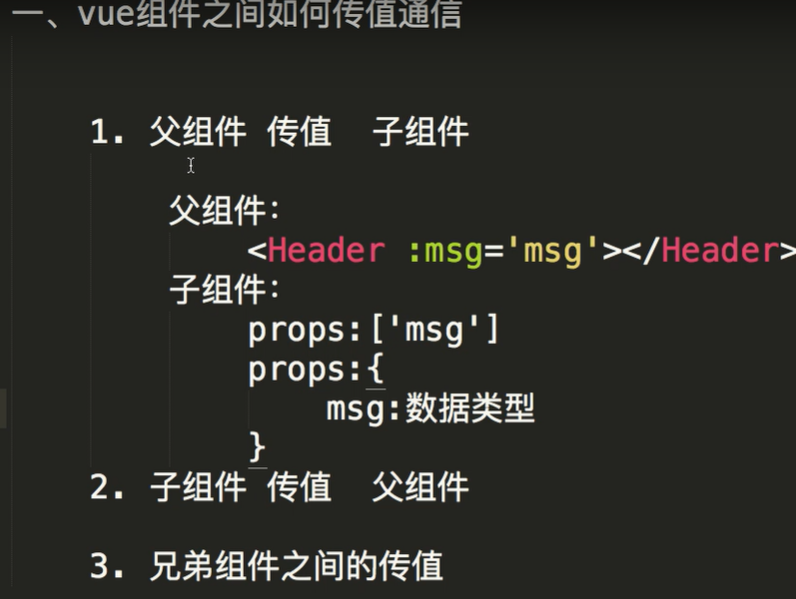 一、vue组件之间如何传值通信
1. 父组件 传值 子组件
父组件:
<Header :msg='msg'></Header>
子组件:
props:['msg']
props:{
msg:数据类型
}
2. 子组件 传值 父组件
3. 兄弟组件之间的传值